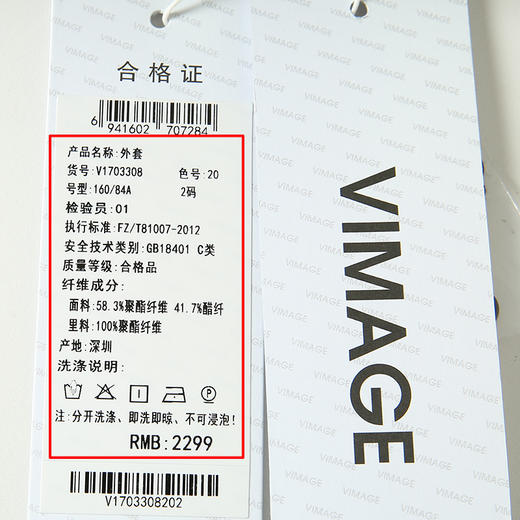 合格证
6 941602 707284
产品名称:外套
货号:V1703308 色号:20
号型:160/84A 2码
检验员:01
执行标准:FZ/T81007-2012
安全技术类别:GB18401 C类
质量等级:合格品
纤维成分:
面料:58.3%聚酯纤维 41.7%醋纤
里料:100%聚酯纤维
产地:深圳
洗涤说明:
注:分开洗涤、即洗即晾、不可浸泡!
RMB:2299
V1703308202
VIMAGE